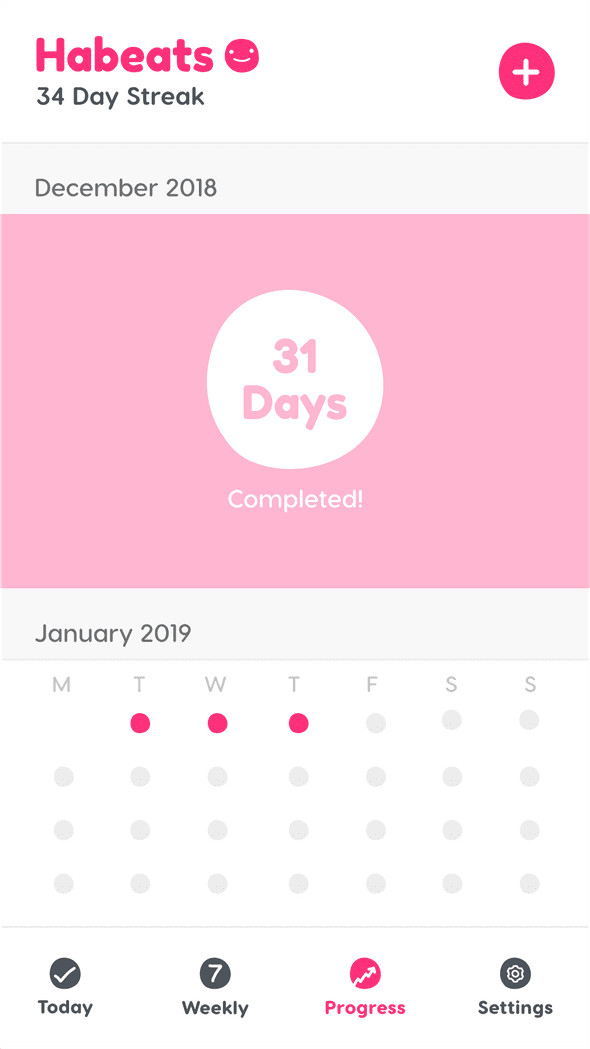 Habeats
34 Day Streak
December 2018
31
Days
Completed!
January 2019
M T W T F S S
7
Today Weekly Progress Settings